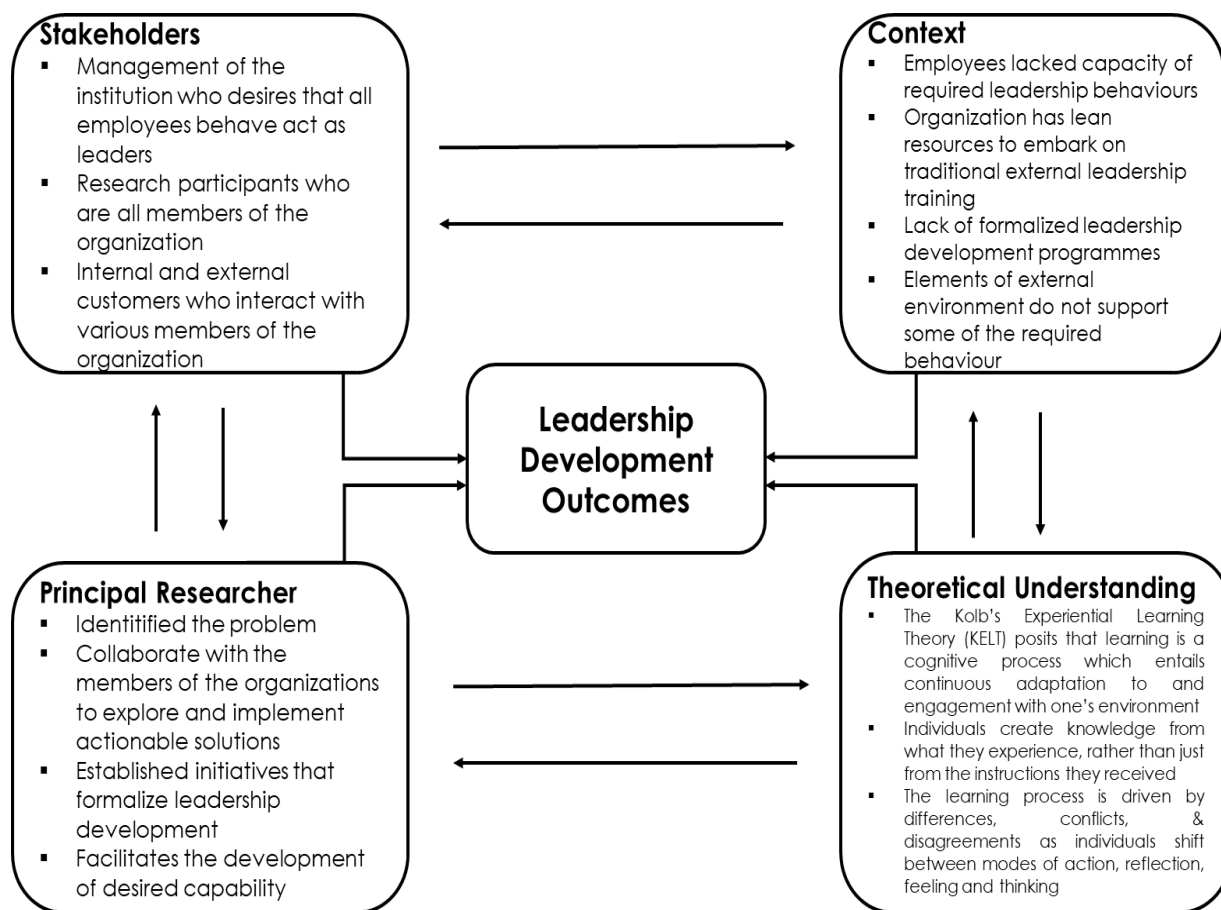 Stakeholders
▪ Management of the
institution who desires that all
employees behave act as
leaders
▪ Research participants who
are all members of the
organization
▪ Internal and external
customers who interact with
various members of the
organization
Context
▪ Employees lacked capacity of
required leadership behaviours
▪ Organization has lean
resources to embark on
traditional external leadership
training
▪ Lack of formalized leadership
development programmes
▪ Elements of external
environment do not support
some of the required
behaviour
Leadership
Development
Outcomes
Principal Researcher
▪ Identitified the problem
▪ Collaborate with the
members of the organizations
to explore and implement
actionable solutions
▪ Established initiatives that
formalize leadership
development
▪ Facilitates the development
of desired capability
Theoretical Understanding
▪ The Kolb's Experiential Learning
Theory (KELT) posits that learning is a
cognitive process which entails
continuous adaptation to and
engagement with one's environment
▪ Individuals create knowledge from
what they experience, rather than just
from the instructions they received
▪ The learning process is driven by
differences, conflicts, &
disagreements as individuals shift
between modes of action, reflection,
feeling and thinking